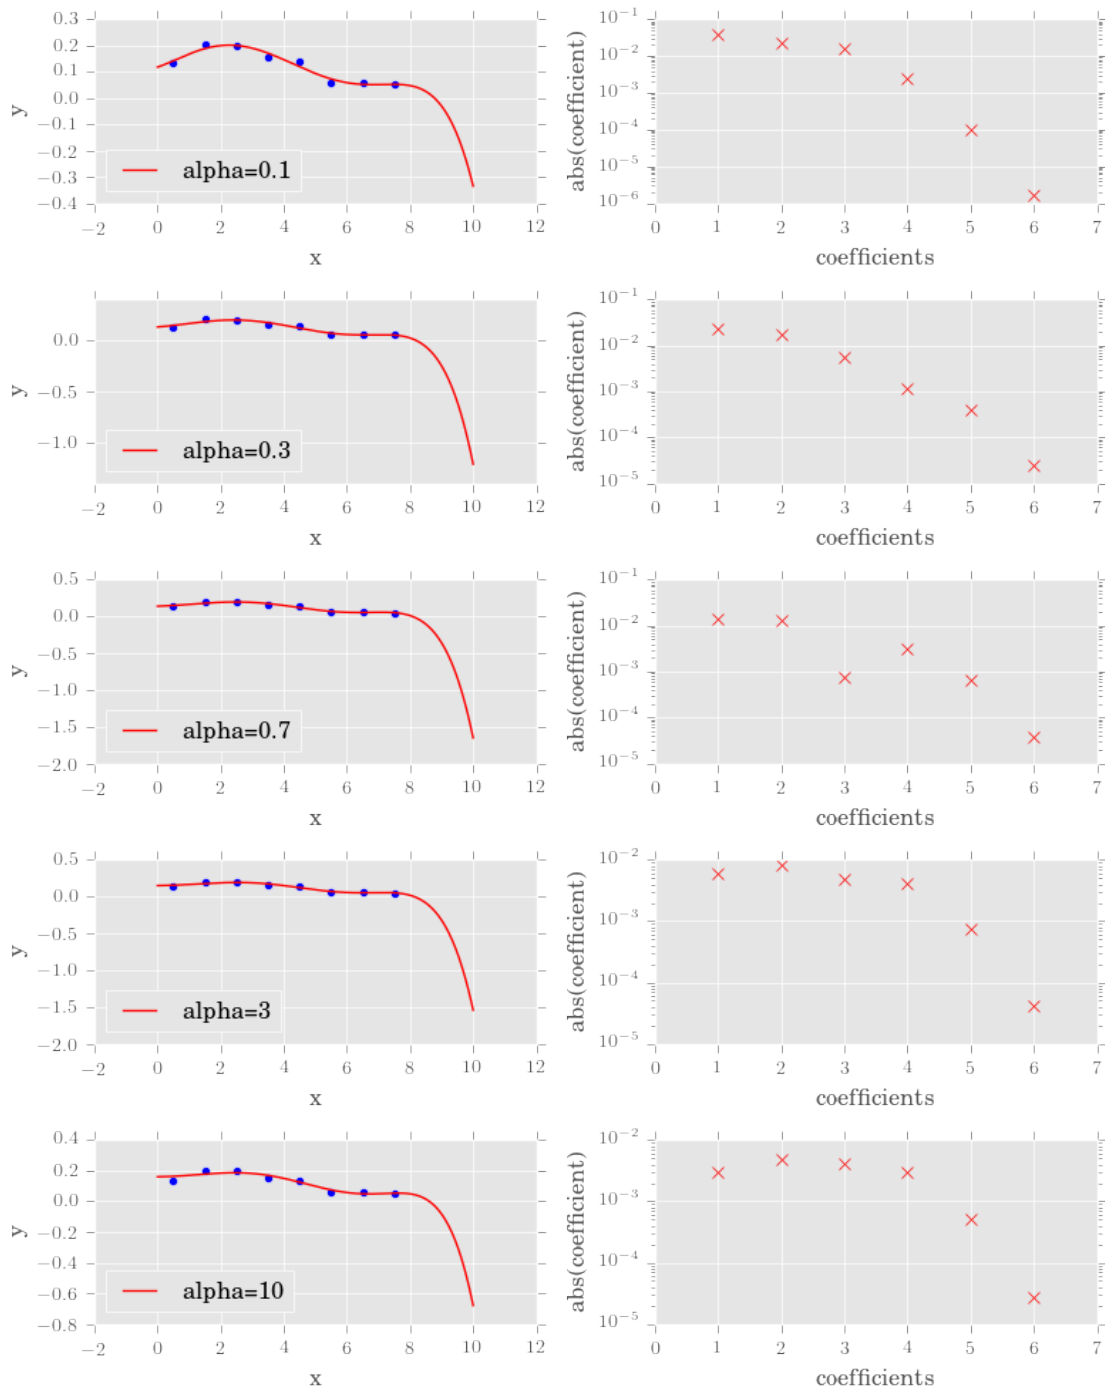 0.3
0.2
0.1
0.0
−0.1
−0.2
−0.3
−0.4
y
alpha=0.1
−2 0 2 4 6 8 10 12
x
10^{-1}
10^{-2}
10^{-3}
10^{-4}
10^{-5}
10^{-6}
abs(coefficient)
0 1 2 3 4 5 6 7
coefficients
0.0
−0.5
−1.0
y
alpha=0.3
−2 0 2 4 6 8 10 12
x
10^{-1}
10^{-2}
10^{-3}
10^{-4}
10^{-5}
abs(coefficient)
0 1 2 3 4 5 6 7
coefficients
0.5
0.0
−0.5
−1.0
−1.5
−2.0
y
alpha=0.7
−2 0 2 4 6 8 10 12
x
10^{-1}
10^{-2}
10^{-3}
10^{-4}
10^{-5}
abs(coefficient)
0 1 2 3 4 5 6 7
coefficients
0.5
0.0
−0.5
−1.0
−1.5
−2.0
y
alpha=3
−2 0 2 4 6 8 10 12
x
10^{-2}
10^{-3}
10^{-4}
10^{-5}
abs(coefficient)
0 1 2 3 4 5 6 7
coefficients
0.4
0.2
0.0
−0.2
−0.4
−0.6
−0.8
y
alpha=10
−2 0 2 4 6 8 10 12
x
10^{-2}
10^{-3}
10^{-4}
10^{-5}
abs(coefficient)
0 1 2 3 4 5 6 7
coefficients